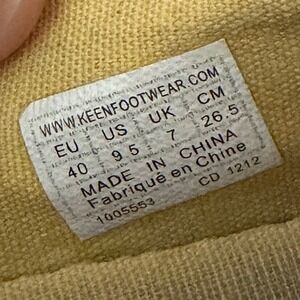 WWW.KEENFOOTWEAR.COM
EU US UK CM
40 9.5 7 26.5
MADE IN CHINA
Fabriqué en Chine
1005553 CD 1212